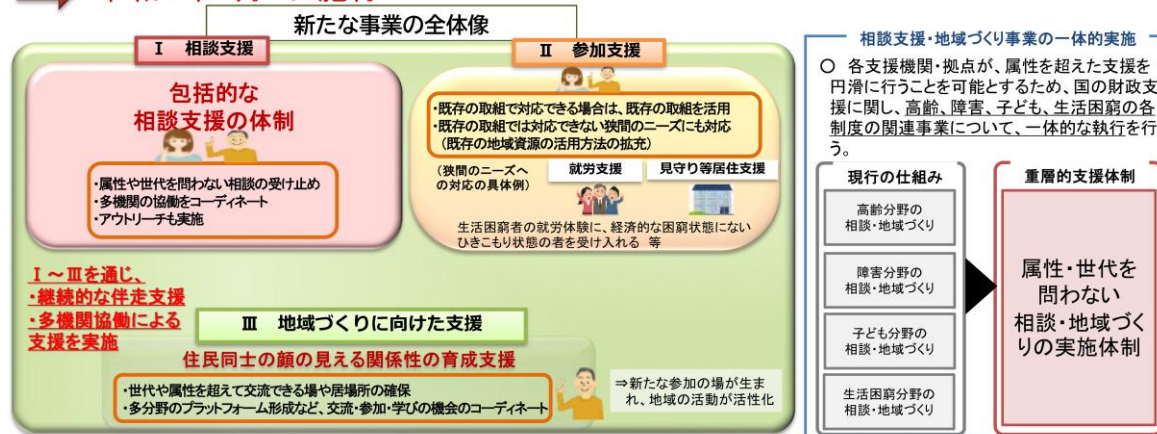 新たな事業の全体像
Ⅰ 相談支援
包括的な
相談支援の体制
・属性や世代を問わない相談の受け止め
・多機関の協働をコーディネート
・アウトリーチも実施
Ⅱ 参加支援
・既存の取組で対応できる場合は、既存の取組を活用
・既存の取組では対応できない狭間のニーズにも対応
（既存の地域資源の活用方法の拡充）
（狭間のニーズへ
の対応の具体例）
就労支援
見守り等居住支援
生活困窮者の就労体験に、経済的な困窮状態にない
ひきこもり状態の者を受け入れる 等
Ⅰ～Ⅲを通じ、
・継続的な伴走支援
・多機関協働による
支援を実施
Ⅲ 地域づくりに向けた支援
住民同士の顔の見える関係性の育成支援
・世代や属性を超えて交流できる場や居場所の確保
・多分野のプラットフォーム形成など、交流・参加・学びの機会のコーディネート
⇒新たな参加の場が生ま
れ、地域の活動が活性化
相談支援・地域づくり事業の一体的実施
○ 各支援機関・拠点が、属性を超えた支援を
円滑に行うことを可能とするため、国の財政支
援に関し、高齢、障害、子ども、生活困窮の各
制度の関連事業について、一体的な執行を行
う。
現行の仕組み
高齢分野の
相談・地域づくり
障害分野の
相談・地域づくり
子ども分野の
相談・地域づくり
生活困窮分野の
相談・地域づくり
重層的支援体制
属性・世代を
問わない
相談・地域づく
りの実施体制